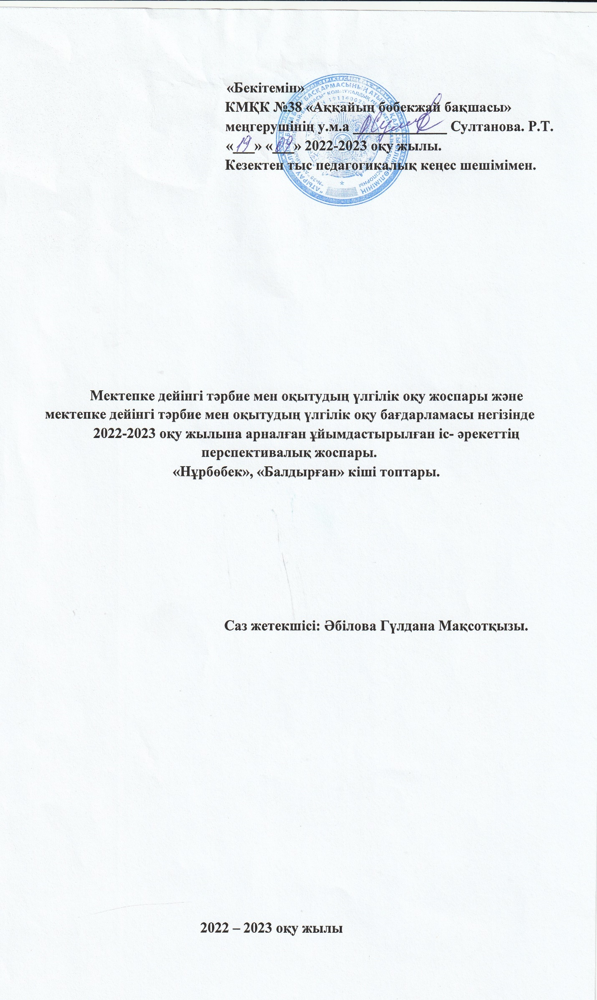 «Бекітемін»
КМҚК №38 «Аққайың бөбекжай бақшасы»
меңгерушінің у.м.а _____________ Султанова. Р.Т.
«19» «09» 2022-2023 оқу жылы.
Кезектен тыс педагогикалық кеңес шешімімен.
Мектепке дейінгі тәрбие мен оқытудың үлгілік оқу жоспары және
мектепке дейінгі тәрбие мен оқытудың үлгілік оқу бағдарламасы негізінде
2022-2023 оқу жылына арналған ұйымдастырылған іс- әрекеттің
перспективалық жоспары.
«Нұрбөбек», «Балдырған» кіші топтары.
Саз жетекшісі: Әбілова Гүлдана Мақсотқызы.
2022 – 2023 оқу жылы